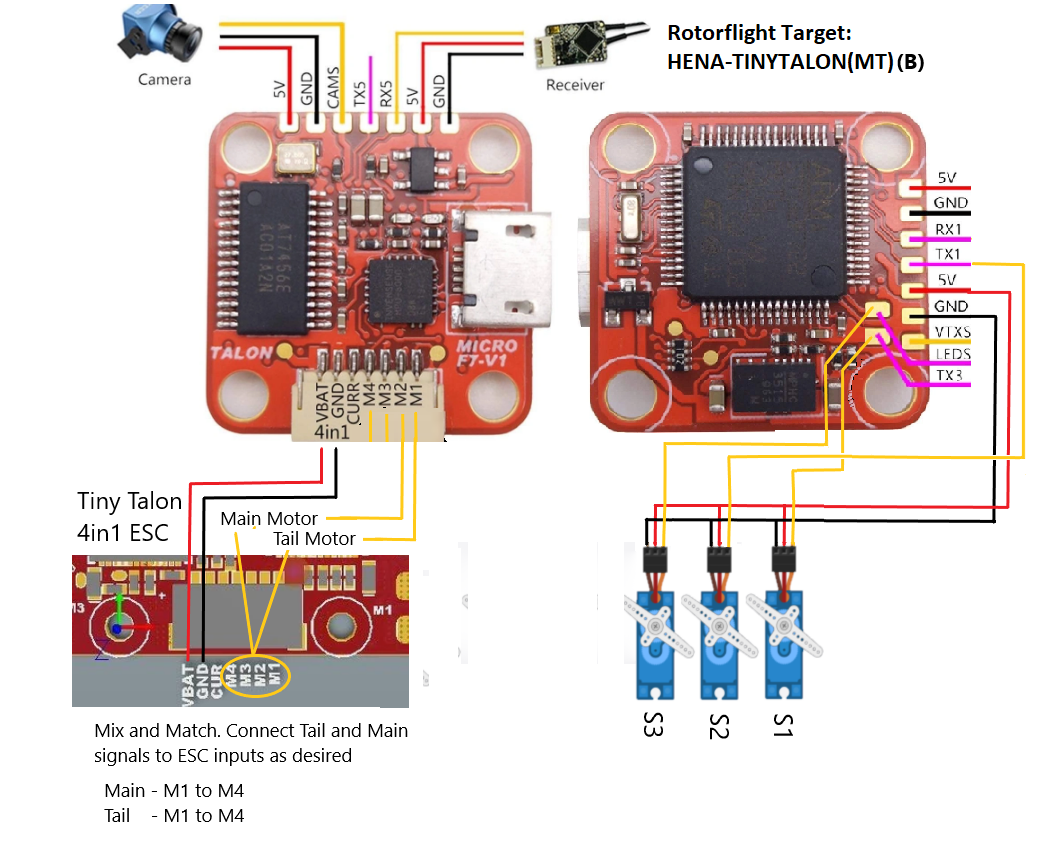 Rotorflight Target:
HENA-TINYTALON(MT) (B)
Camera
Receiver
5V
GND
CAMS
TX5
RX5
5V
GND
AT7456E
AC01A2N
TALON
MICRO
F7-V1
VBAT
GND
CURR
M4
M3
M2
M1
4in1
5V
GND
RX1
TX1
5V
GND
VTXS
LEDS
TX3
Tiny Talon
4in1 ESC
Main Motor
Tail Motor
M3
M1
VBAT
GND
CUR
M4
M3
M2
M1
Mix and Match. Connect Tail and Main
signals to ESC inputs as desired
Main - M1 to M4
Tail - M1 to M4
S3
S2
S1